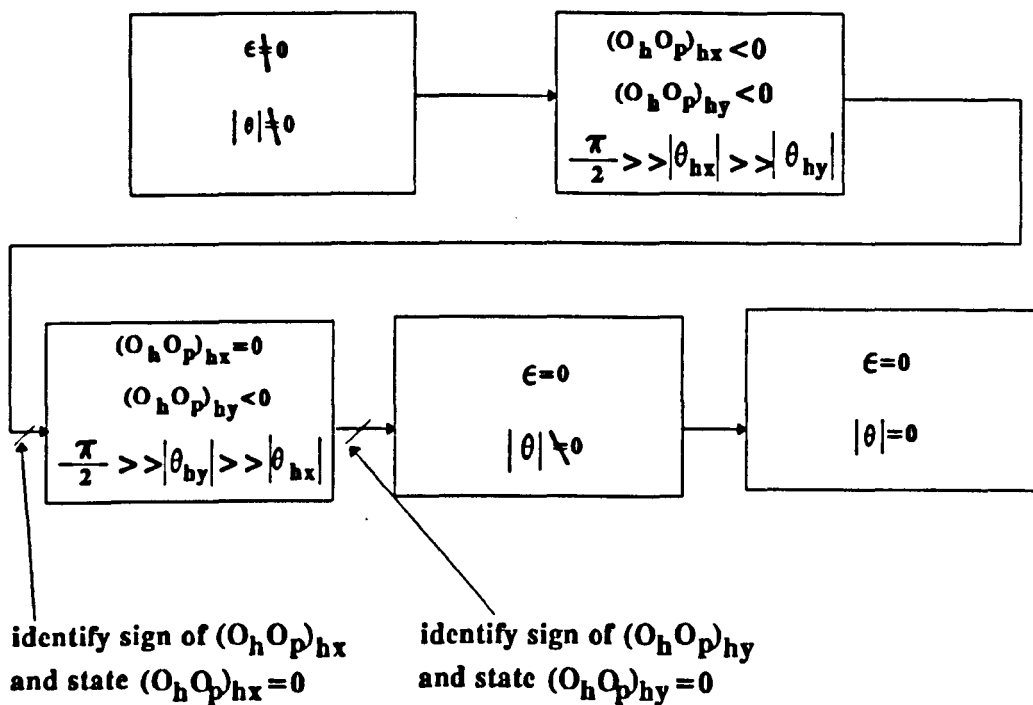 ϵ≠0
|θ|≠0
(O_hO_p)_hx<0
(O_hO_p)_hy<0
π/2 >>|θ_hx|>>|θ_hy|
(O_hO_p)_hx=0
(O_hO_p)_hy<0
π/2 >>|θ_hy|>>|θ_hx|
ϵ=0
|θ|≠0
ϵ=0
|θ|=0
identify sign of (O_hO_p)_hx
and state (O_hO_p)_hx=0
identify sign of (O_hO_p)_hy
and state (O_hO_p)_hy=0